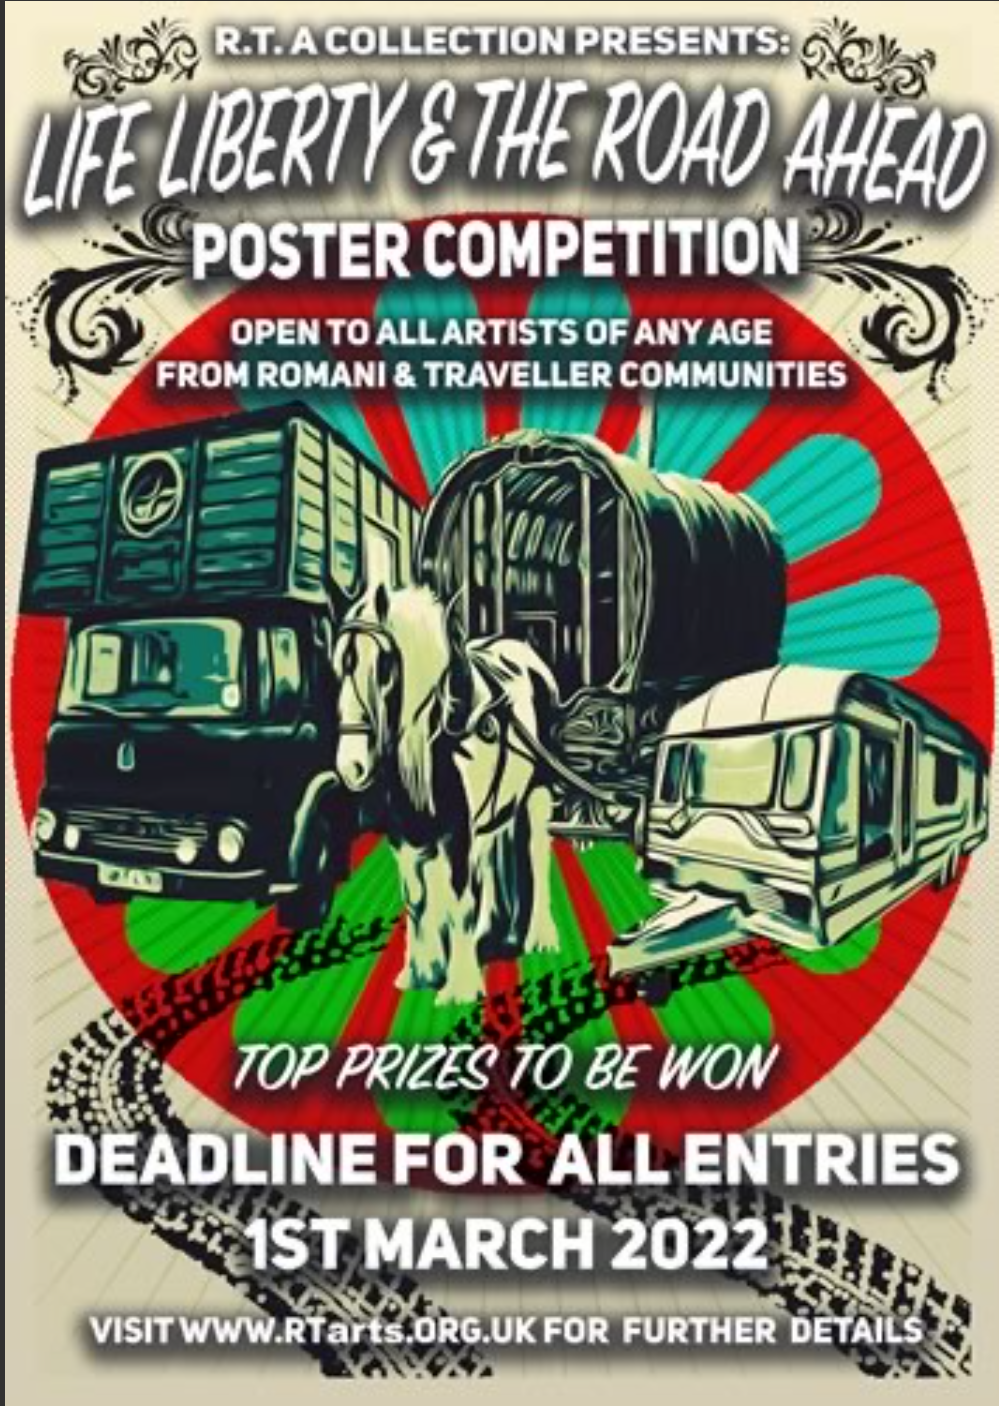 R.T. A COLLECTION PRESENTS:
LIFE LIBERTY & THE ROAD AHEAD
POSTER COMPETITION
OPEN TO ALL ARTISTS OF ANY AGE
FROM ROMANI & TRAVELLER COMMUNITIES
TOP PRIZES TO BE WON
DEADLINE FOR ALL ENTRIES
1ST MARCH 2022
VISIT WWW.RTarts.ORG.UK FOR FURTHER DETAILS